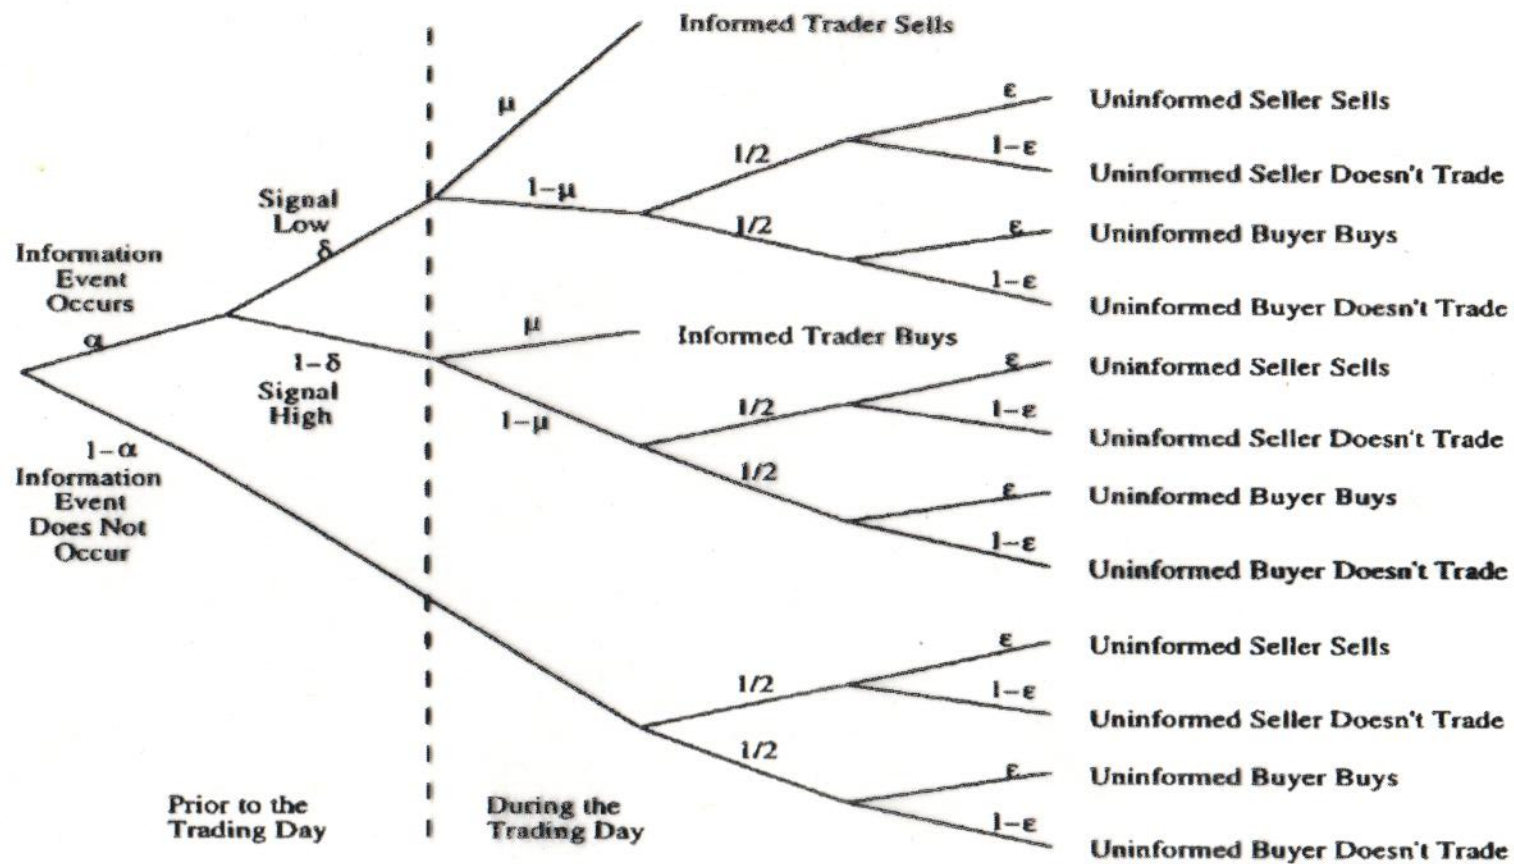 Informed Trader Sells
μ
ε
Uninformed Seller Sells
1/2
1-ε
Uninformed Seller Doesn't Trade
1-μ
Signal
Low
δ
1/2
ε
Uninformed Buyer Buys
Information
Event
Occurs
1-ε
Uninformed Buyer Doesn't Trade
α
μ
Informed Trader Buys
1-δ
Signal
High
ε
Uninformed Seller Sells
1/2
1-ε
Uninformed Seller Doesn't Trade
1-μ
1-α
Information
Event
Does Not
Occur
1/2
ε
Uninformed Buyer Buys
1-ε
Uninformed Buyer Doesn't Trade
ε
Uninformed Seller Sells
1/2
1-ε
Uninformed Seller Doesn't Trade
1/2
ε
Uninformed Buyer Buys
1-ε
Uninformed Buyer Doesn't Trade
Prior to the
Trading Day
During the
Trading Day